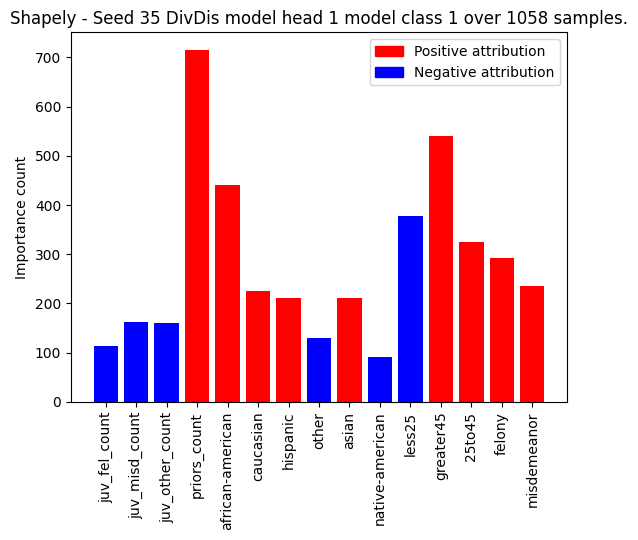 Shapely - Seed 35 DivDis model head 1 model class 1 over 1058 samples.
Positive attribution
Negative attribution
Importance count
700
600
500
400
300
200
100
0
juv_fel_count
juv_misd_count
juv_other_count
priors_count
african-american
caucasian
hispanic
other
asian
native-american
less25
greater45
25to45
felony
misdemeanor